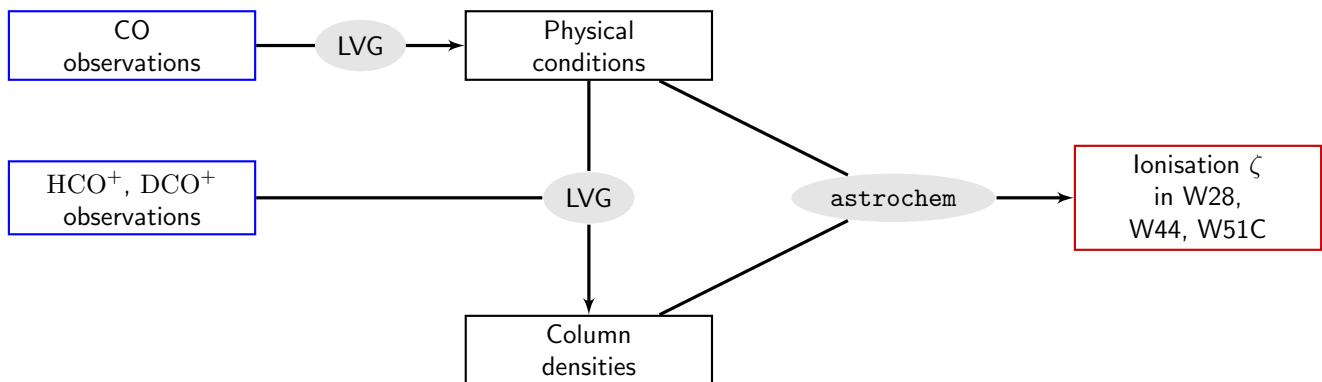 CO
observations
LVG
Physical
conditions
HCO⁺, DCO⁺
observations
LVG
astrochem
Ionisation ζ
in W28,
W44, W51C
Column
densities